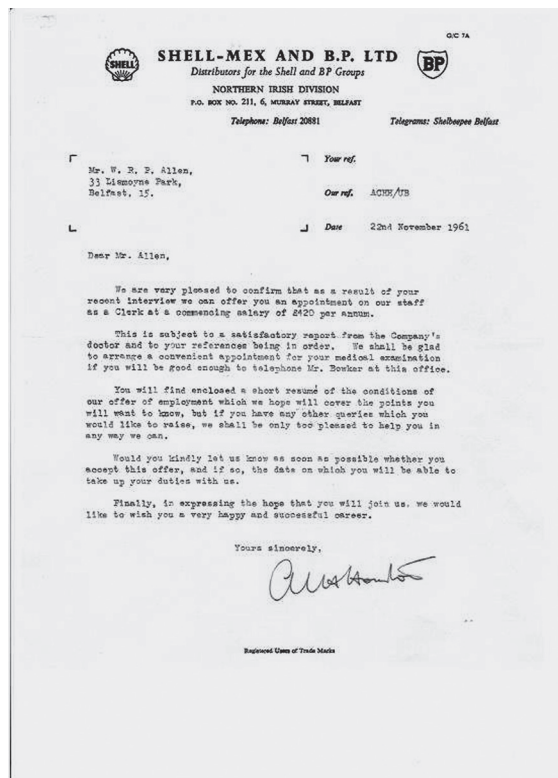 G/C 7A
SHELL
SHELL-MEX AND B.P. LTD
BP
Distributors for the Shell and BP Groups
NORTHERN IRISH DIVISION
P.O. BOX NO. 211, 6, MURRAY STREET, BELFAST
Telephone: Belfast 20881
Telegrams: Shelbeepee Belfast
Mr. W. R. P. Allen,
33 Lismoyne Park,
Belfast, 15.
Your ref.
Our ref. ACHH/UB
Date 22nd November 1961
Dear Mr. Allen,
We are very pleased to confirm that as a result of your
recent interview we can offer you an appointment on our staff
as a Clerk at a commencing salary of £420 per annum.
This is subject to a satisfactory report from the Company's
doctor and to your references being in order. We shall be glad
to arrange a convenient appointment for your medical examination
if you will be good enough to telephone Mr. Bowker at this office.
You will find enclosed a short resumé of the conditions of
our offer of employment which we hope will cover the points you
will want to know, but if you have any other queries which you
would like to raise, we shall be only too pleased to help you in
any way we can.
Would you kindly let us know as soon as possible whether you
accept this offer, and if so, the date on which you will be able to
take up your duties with us.
Finally, in expressing the hope that you will join us, we would
like to wish you a very happy and successful career.
Yours sincerely,
Registered Users of Trade Marks